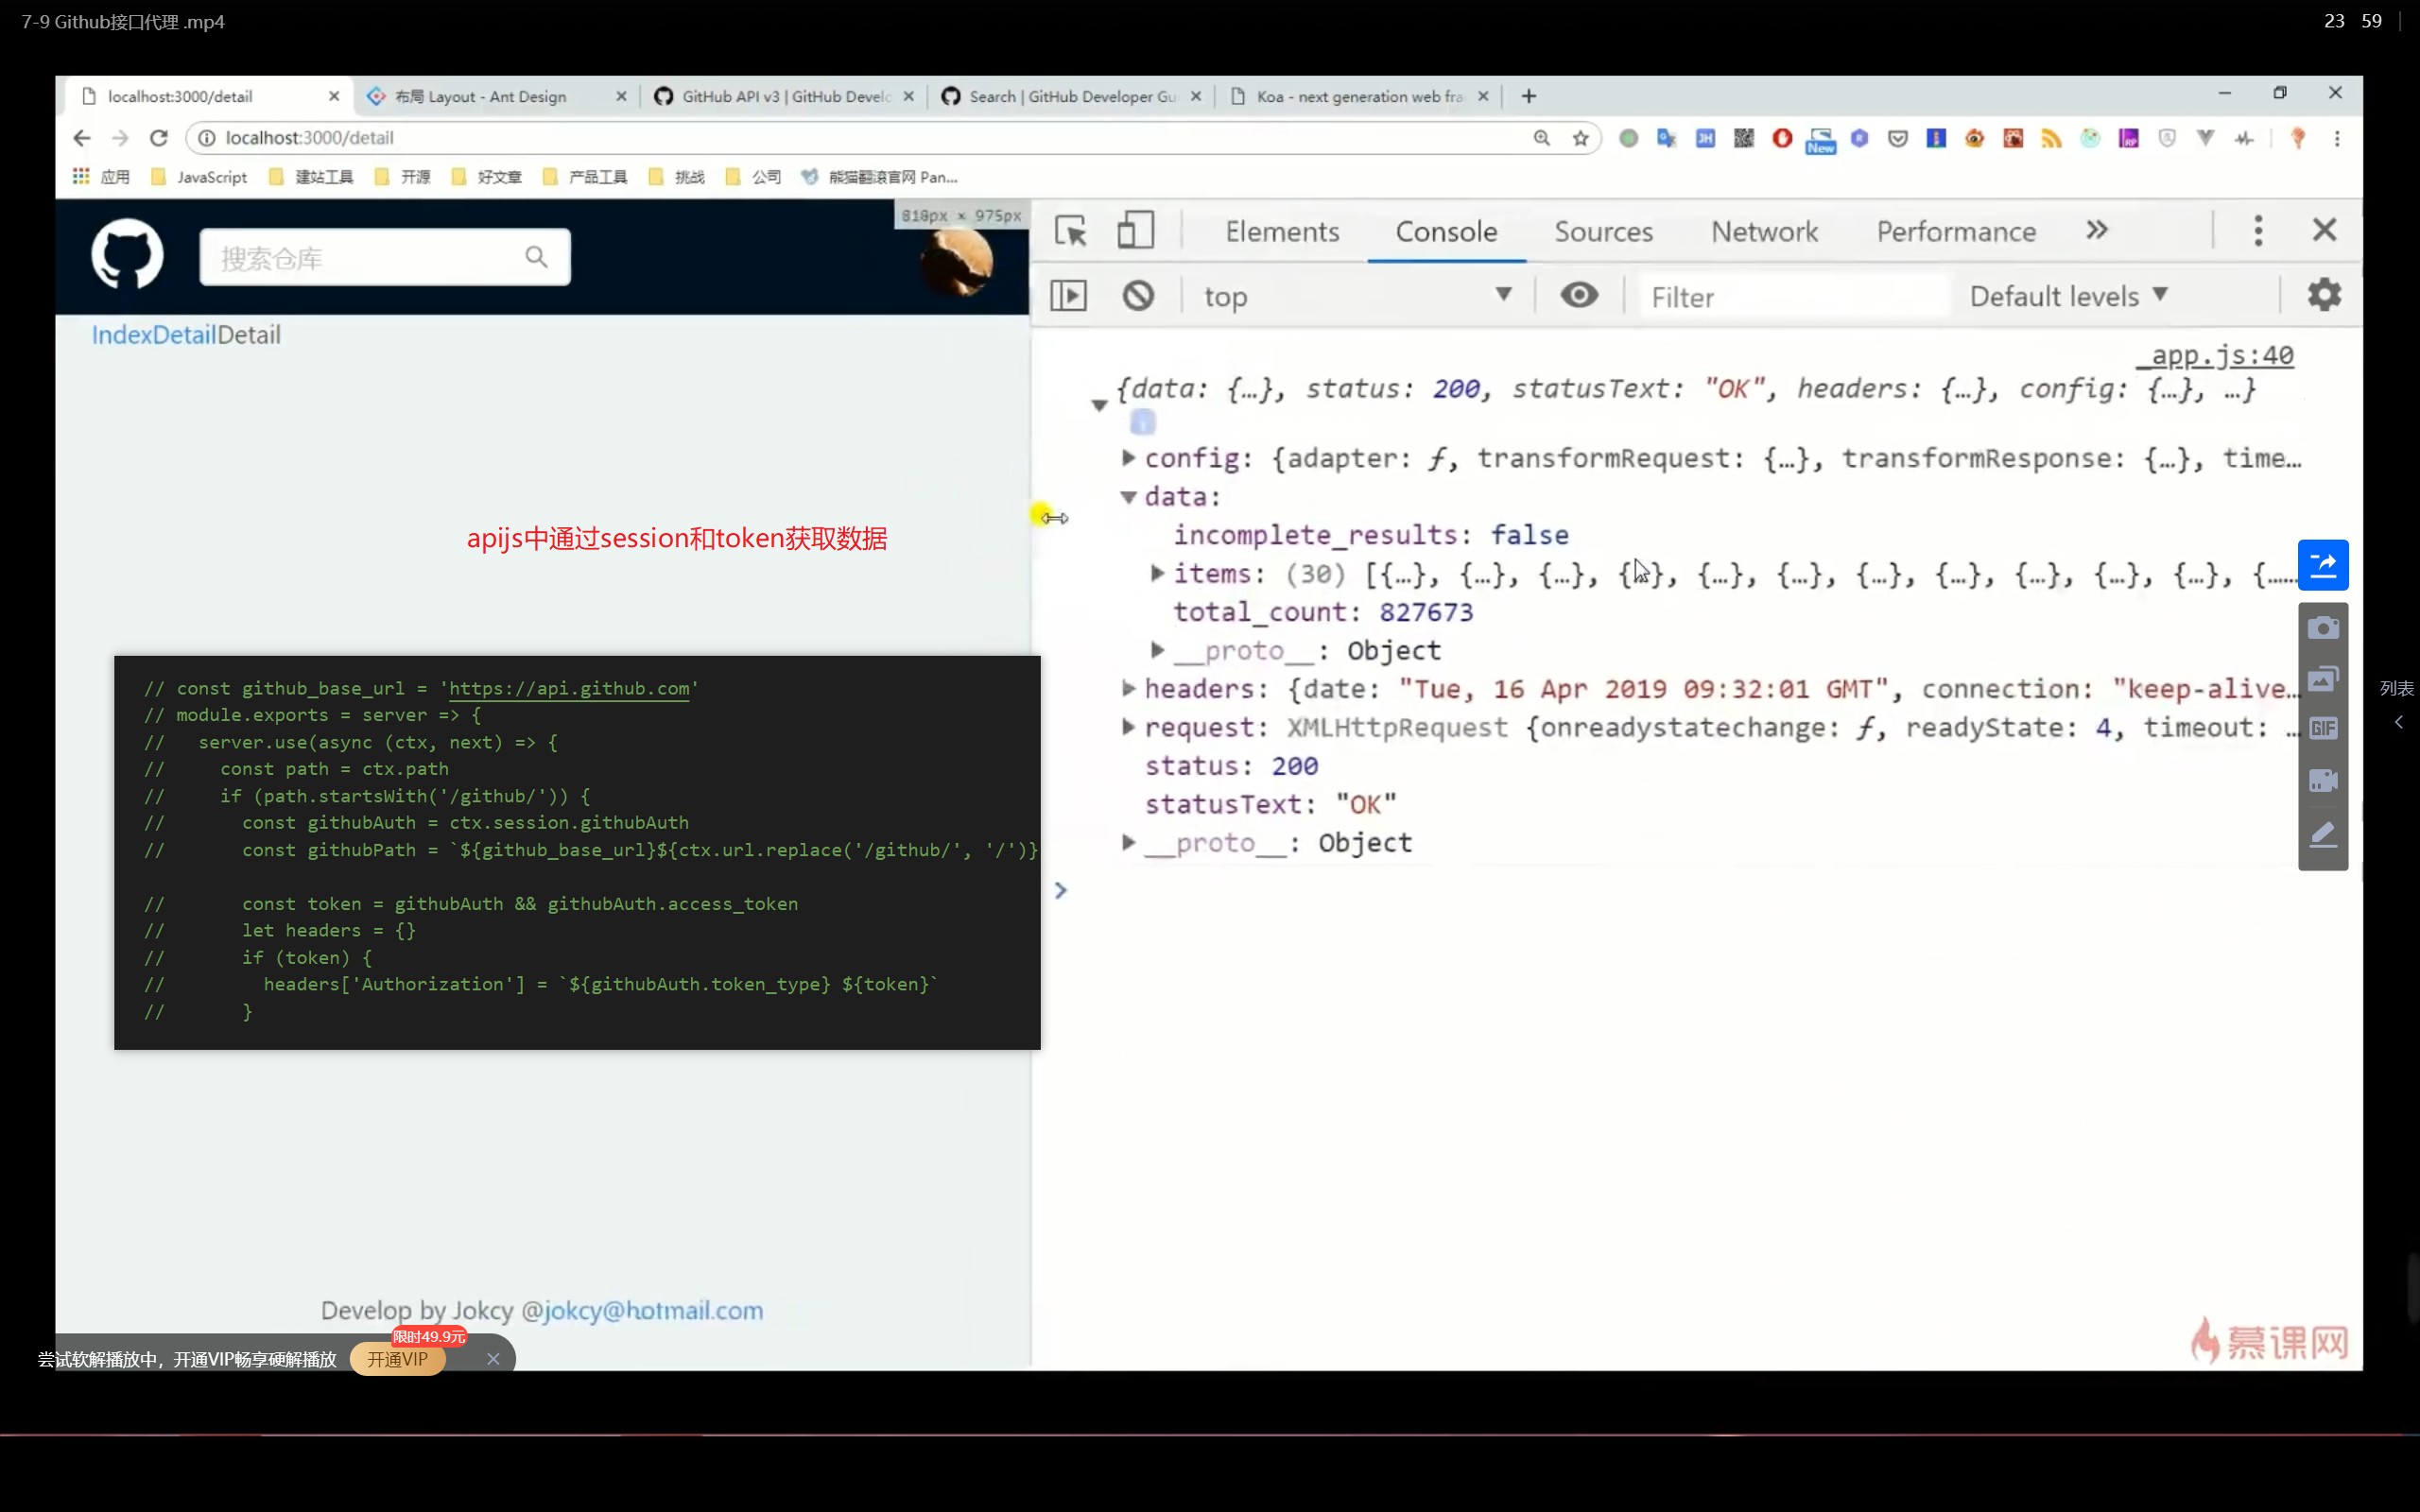 7-9 Github接口代理 .mp4
23 59
localhost:3000/detail
布局 Layout - Ant Design
GitHub API v3 | GitHub Develo
Search | GitHub Developer Gu
Koa - next generation web fra
localhost:3000/detail
New
应用
JavaScript
建站工具
开源
好文章
产品工具
挑战
公司
熊猫翻滚官网 Pan...
818px × 975px
搜索仓库
IndexDetailDetail
apijs中通过session和token获取数据
// const github_base_url = 'https://api.github.com'
// module.exports = server => {
//   server.use(async (ctx, next) => {
//     const path = ctx.path
//     if (path.startsWith('/github/')) {
//       const githubAuth = ctx.session.githubAuth
//       const githubPath = `${github_base_url}${ctx.url.replace('/github/', '/')}
//       const token = githubAuth && githubAuth.access_token
//       let headers = {}
//       if (token) {
//         headers['Authorization'] = `${githubAuth.token_type} ${token}`
//       }
Develop by Jokcy @jokcy@hotmail.com
Elements
Console
Sources
Network
Performance
top
Filter
Default levels
_app.js:40
{data: {…}, status: 200, statusText: "OK", headers: {…}, config: {…}, …}
config: {adapter: ƒ, transformRequest: {…}, transformResponse: {…}, time…
data:
incomplete_results: false
items: (30) [{…}, {…}, {…}, {…}, {…}, {…}, {…}, {…}, {…}, {…}, {…}, {……
total_count: 827673
__proto__: Object
headers: {date: "Tue, 16 Apr 2019 09:32:01 GMT", connection: "keep-alive…
request: XMLHttpRequest {onreadystatechange: ƒ, readyState: 4, timeout: …
status: 200
statusText: "OK"
__proto__: Object
GIF
列表
限时49.9元
尝试软解播放中，开通VIP畅享硬解播放
开通VIP
慕课网